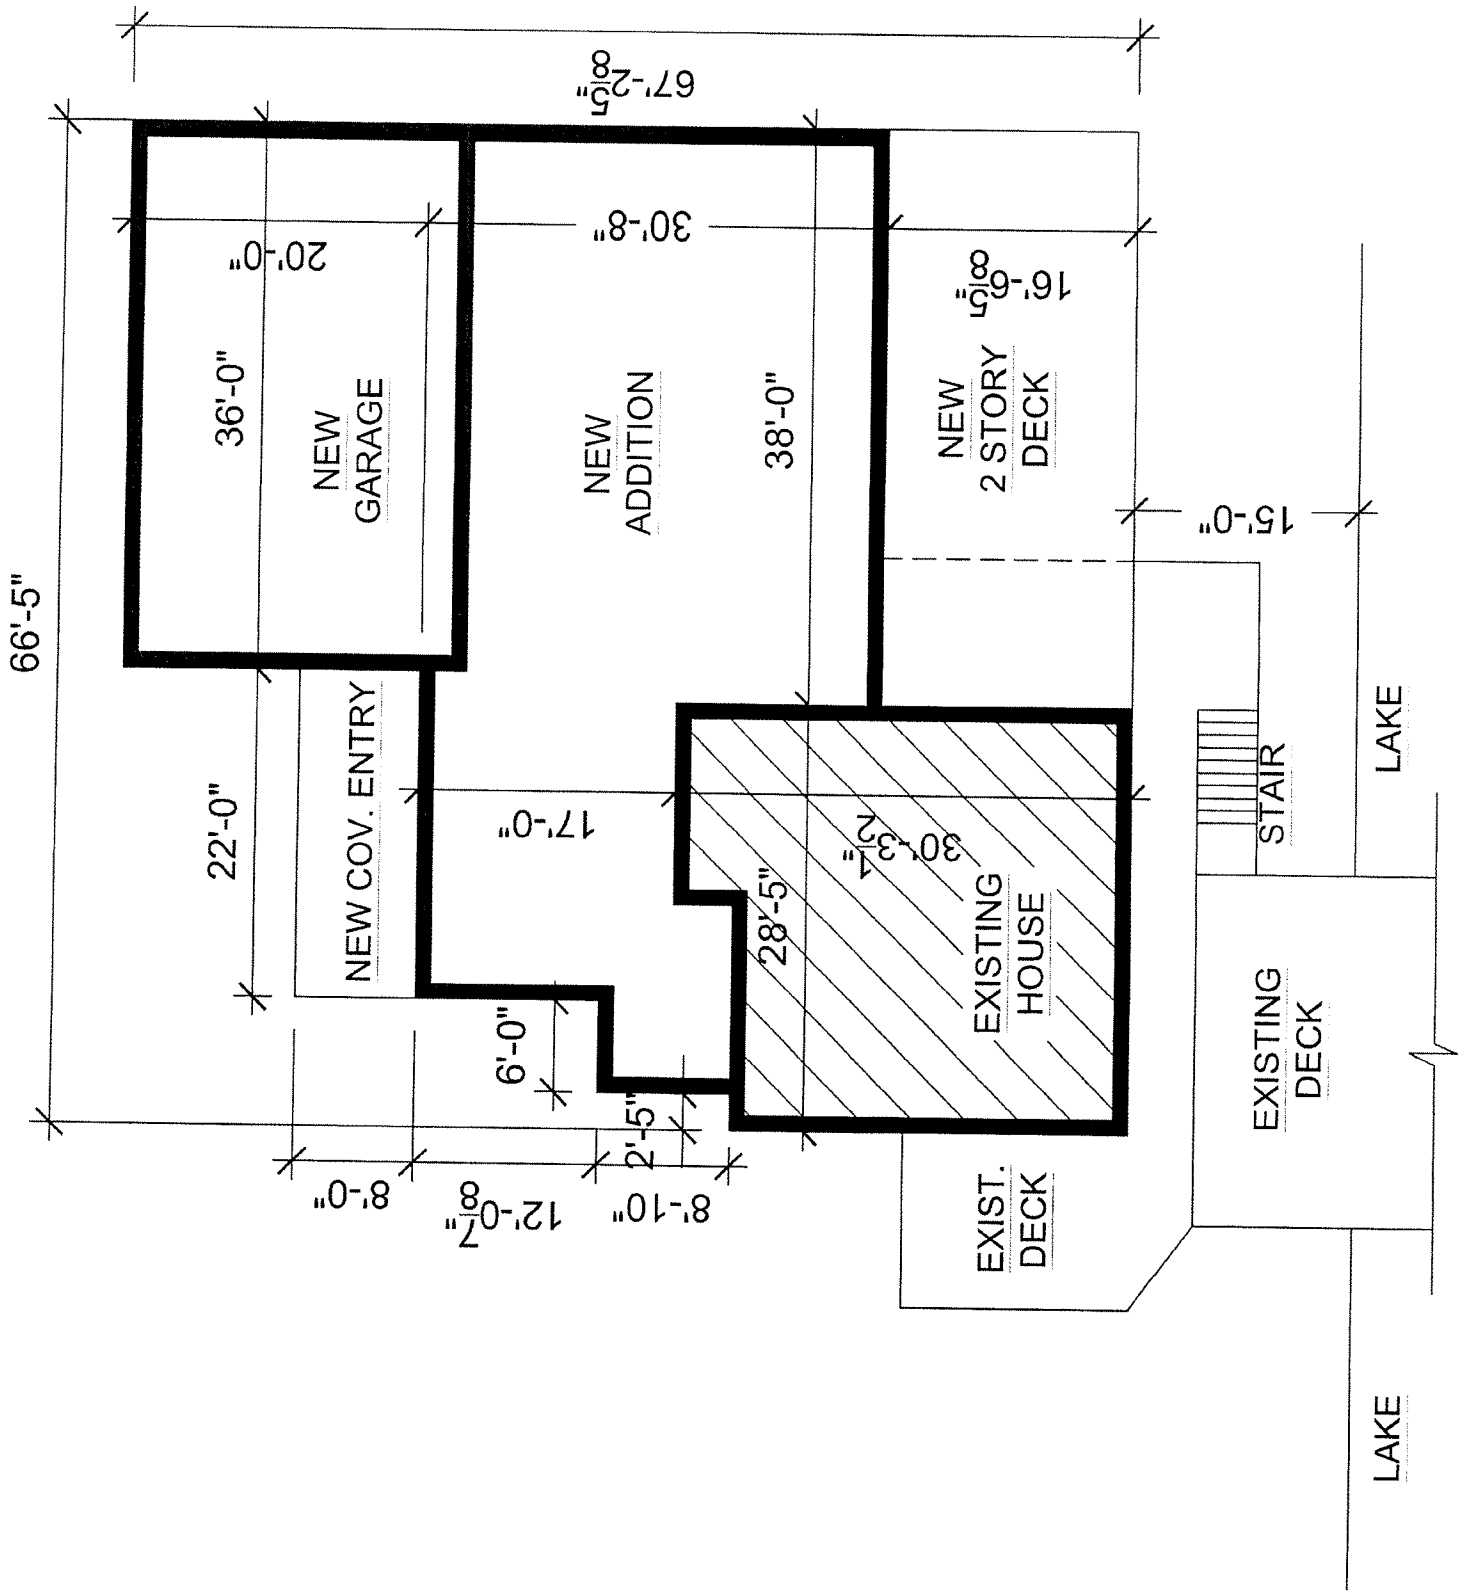 66'-5"
67'-2 5/8"
36'-0"
20'-0"
NEW
GARAGE
30'-8"
NEW
ADDITION
38'-0"
16'-6 5/8"
NEW
2 STORY
DECK
15'-0"
22'-0"
NEW COV. ENTRY
17'-0"
30'-3 1/2"
28'-5"
EXISTING
HOUSE
6'-0"
2'-5"
8'-0"
12'-0 7/8"
8'-10"
EXIST.
DECK
EXISTING
DECK
STAIR
LAKE
LAKE